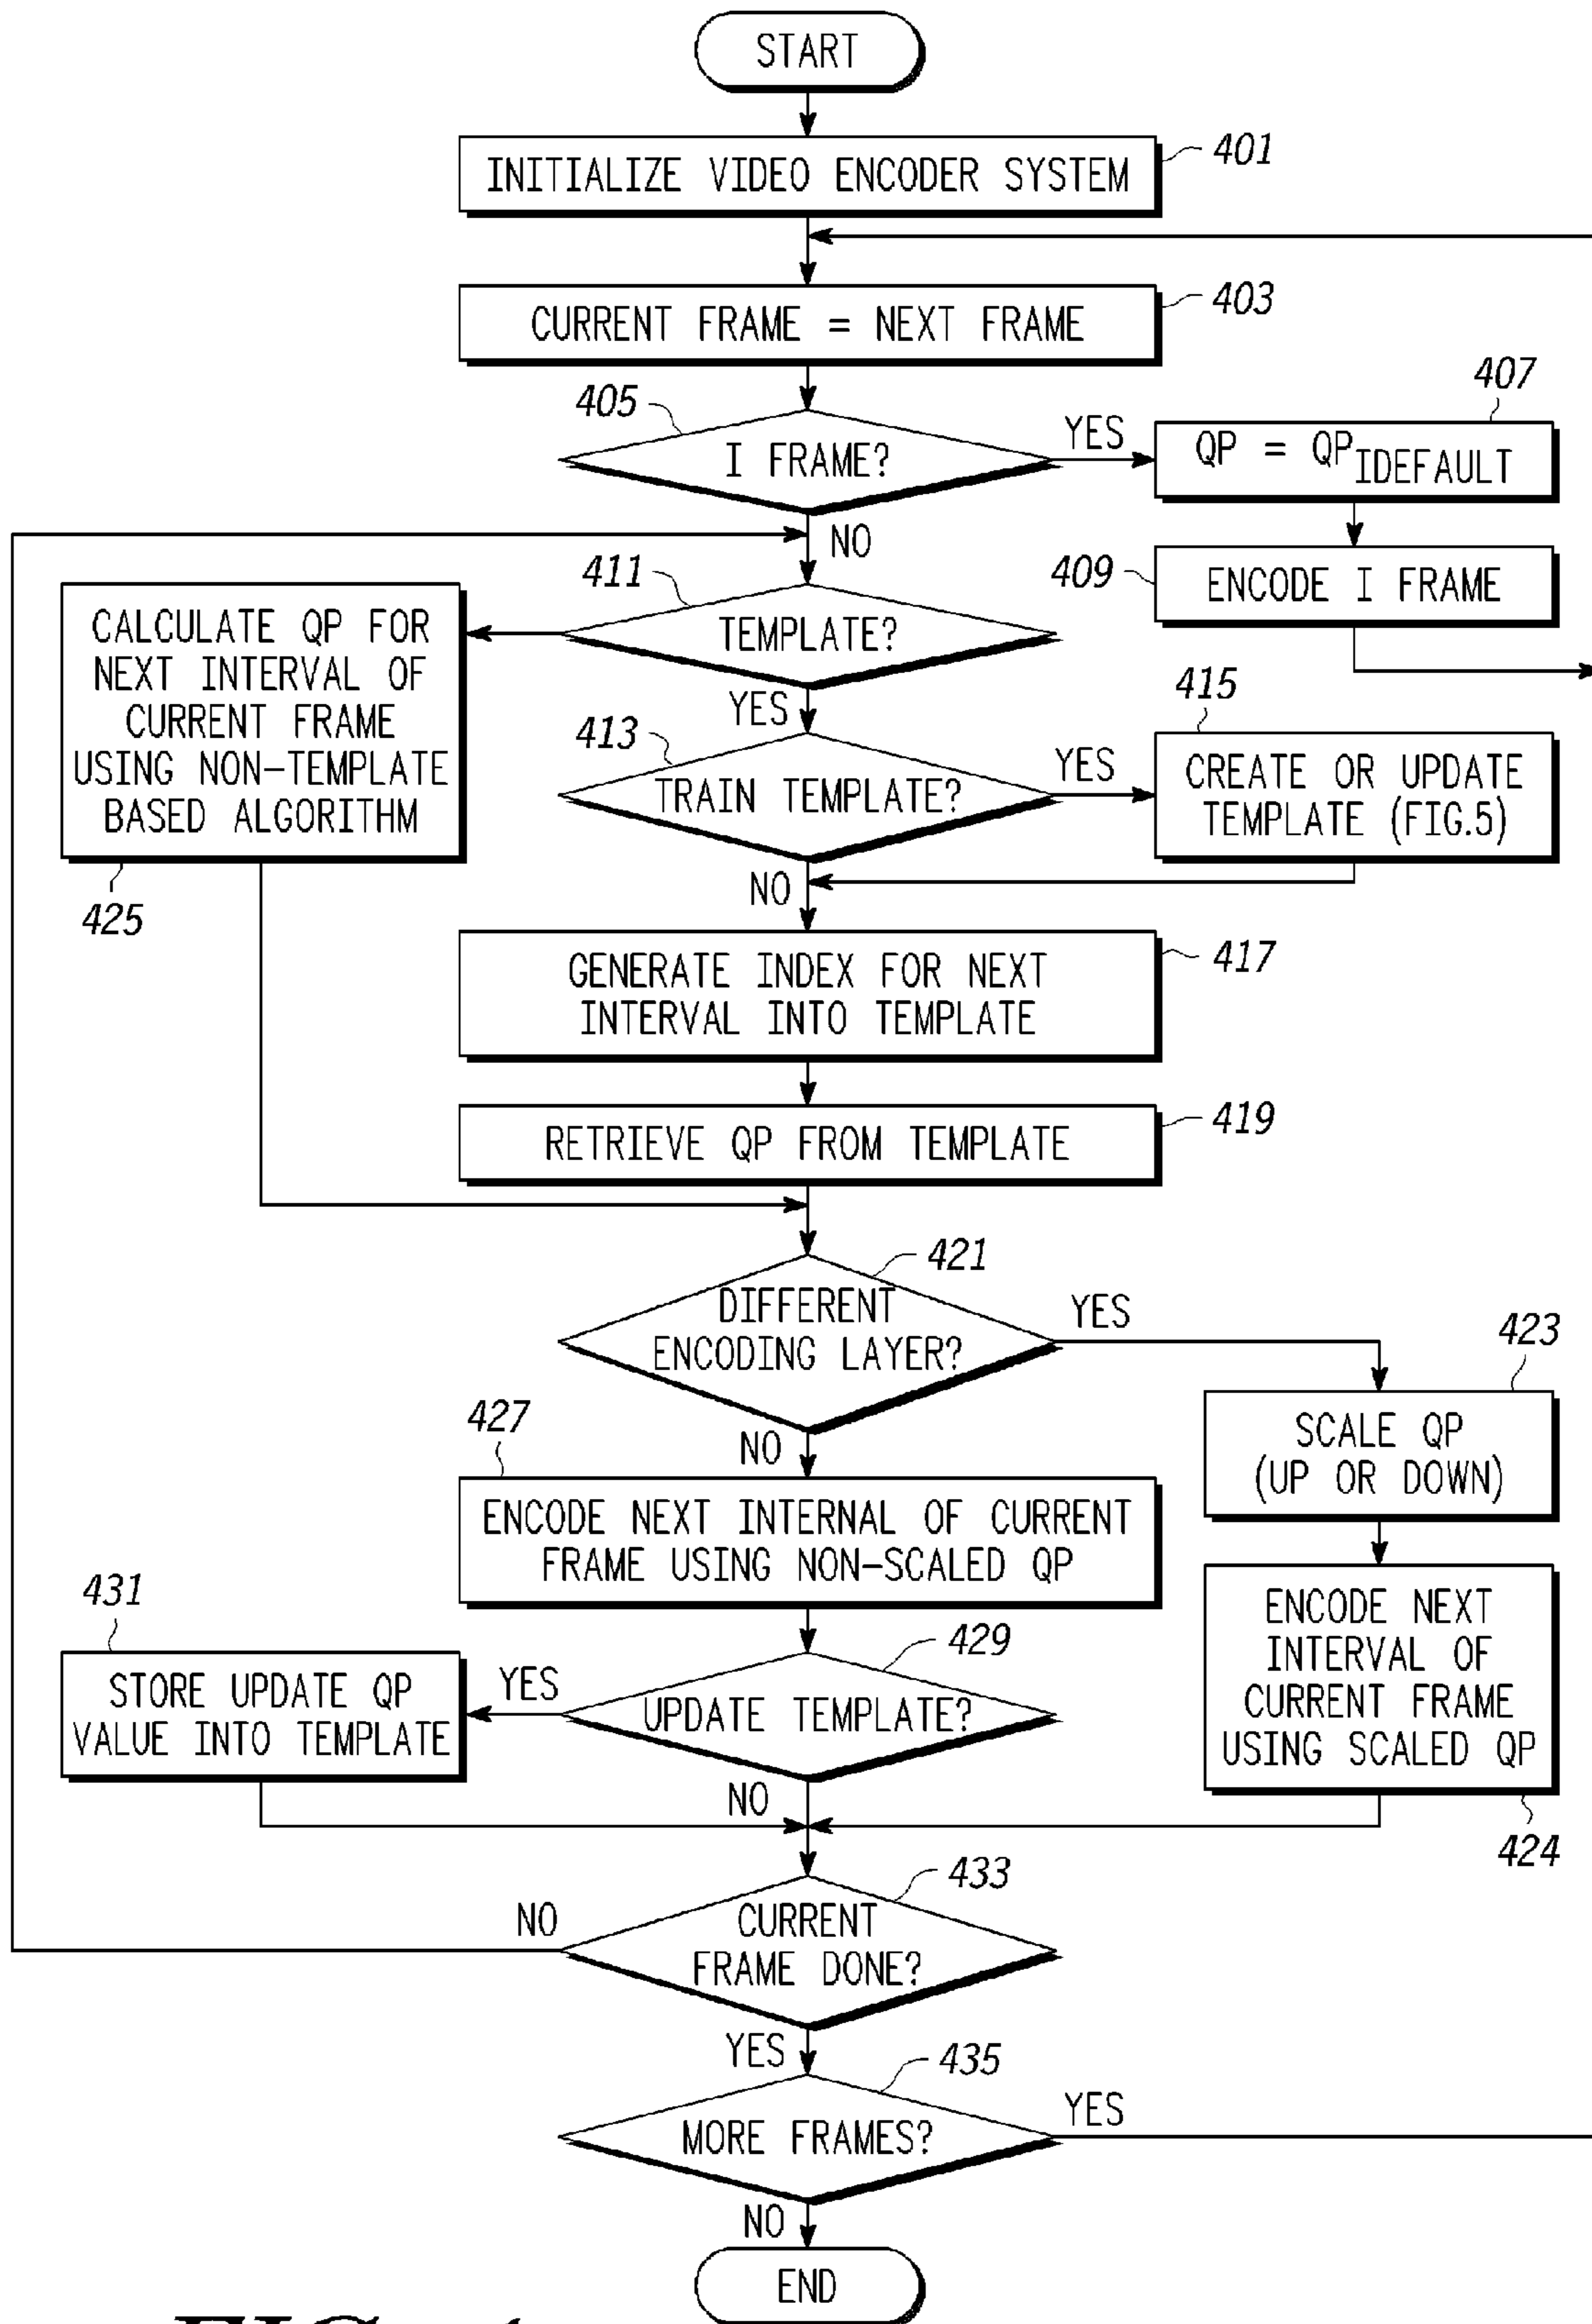 START
INITIALIZE VIDEO ENCODER SYSTEM
401
CURRENT FRAME = NEXT FRAME
403
405
I FRAME?
YES
407
QP = QPIDEFAULT
NO
409
ENCODE I FRAME
411
TEMPLATE?
CALCULATE QP FOR
NEXT INTERVAL OF
CURRENT FRAME
USING NON-TEMPLATE
BASED ALGORITHM
425
YES
413
TRAIN TEMPLATE?
YES
415
CREATE OR UPDATE
TEMPLATE (FIG.5)
NO
GENERATE INDEX FOR NEXT
INTERVAL INTO TEMPLATE
417
RETRIEVE QP FROM TEMPLATE
419
421
DIFFERENT
ENCODING LAYER?
YES
423
SCALE QP
(UP OR DOWN)
NO
427
ENCODE NEXT INTERNAL OF CURRENT
FRAME USING NON-SCALED QP
ENCODE NEXT
INTERVAL OF
CURRENT FRAME
USING SCALED QP
424
429
UPDATE TEMPLATE?
YES
431
STORE UPDATE QP
VALUE INTO TEMPLATE
NO
433
CURRENT
FRAME DONE?
NO
YES
435
MORE FRAMES?
YES
NO
END